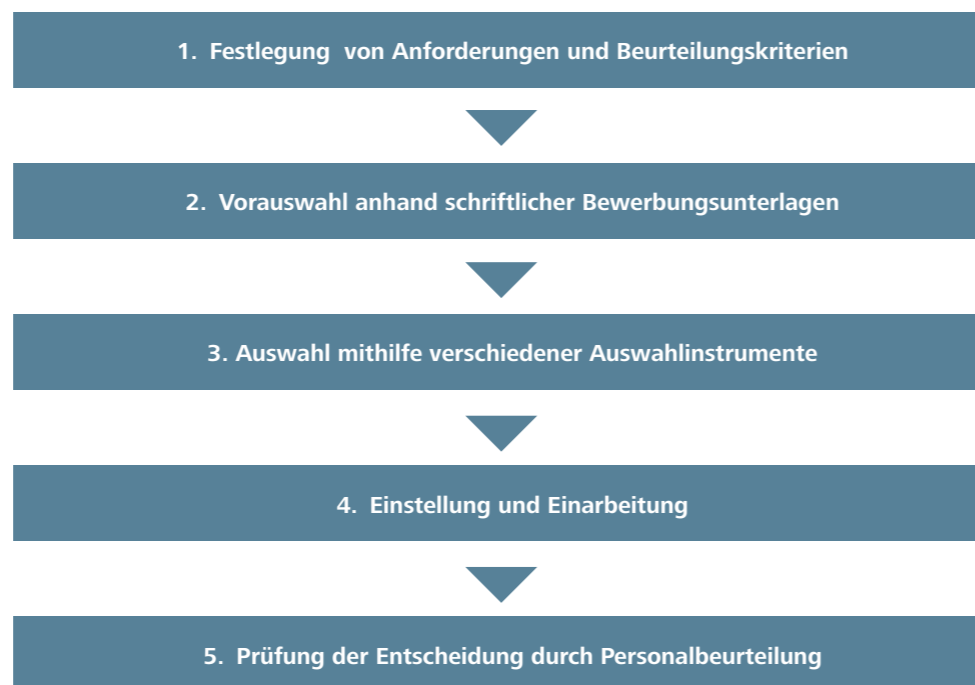 1. Festlegung von Anforderungen und Beurteilungskriterien
2. Vorauswahl anhand schriftlicher Bewerbungsunterlagen
3. Auswahl mithilfe verschiedener Auswahlinstrumente
4. Einstellung und Einarbeitung
5. Prüfung der Entscheidung durch Personalbeurteilung